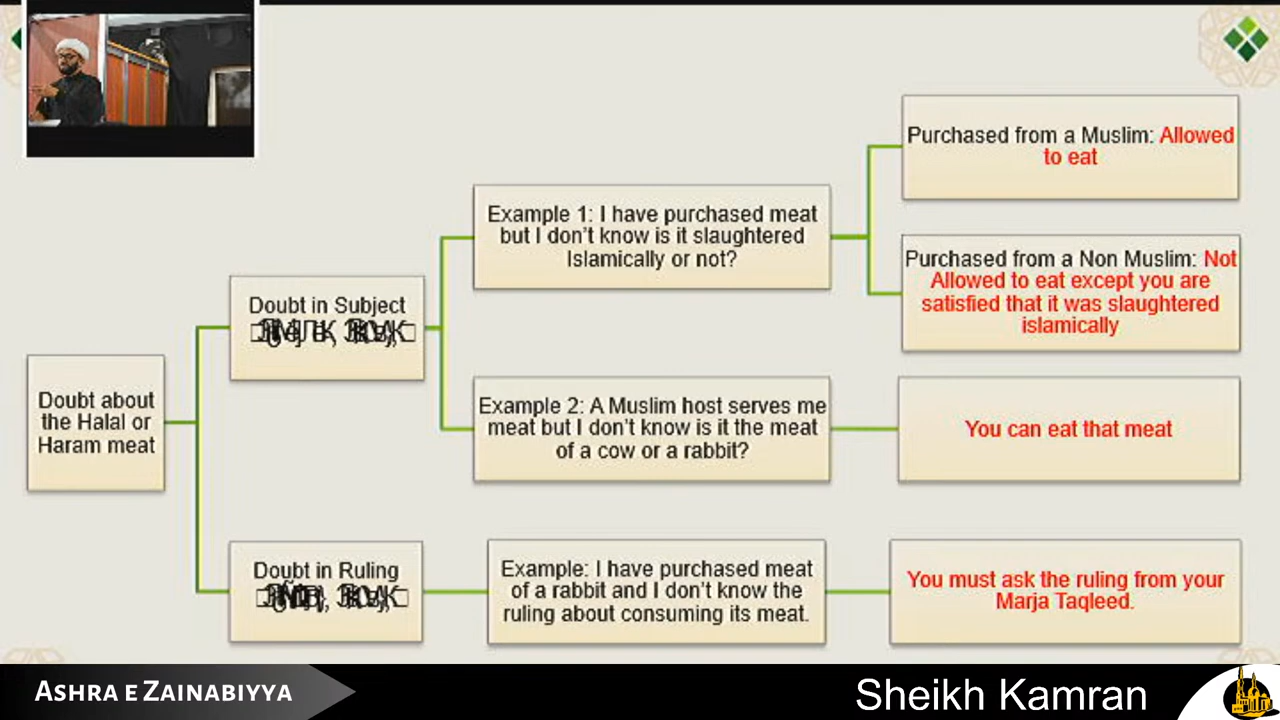 Doubt about
the Halal or
Haram meat
Doubt in Subject
Example 1: I have purchased meat
but I don't know is it slaughtered
Islamically or not?
Purchased from a Muslim: Allowed
to eat
Purchased from a Non Muslim: Not
Allowed to eat except you are
satisfied that it was slaughtered
islamically
Example 2: A Muslim host serves me
meat but I don't know is it the meat
of a cow or a rabbit?
You can eat that meat
Doubt in Ruling
Example: I have purchased meat
of a rabbit and I don't know the
ruling about consuming its meat.
You must ask the ruling from your
Marja Taqleed.
ASHRA E ZAINABIYYA
Sheikh Kamran